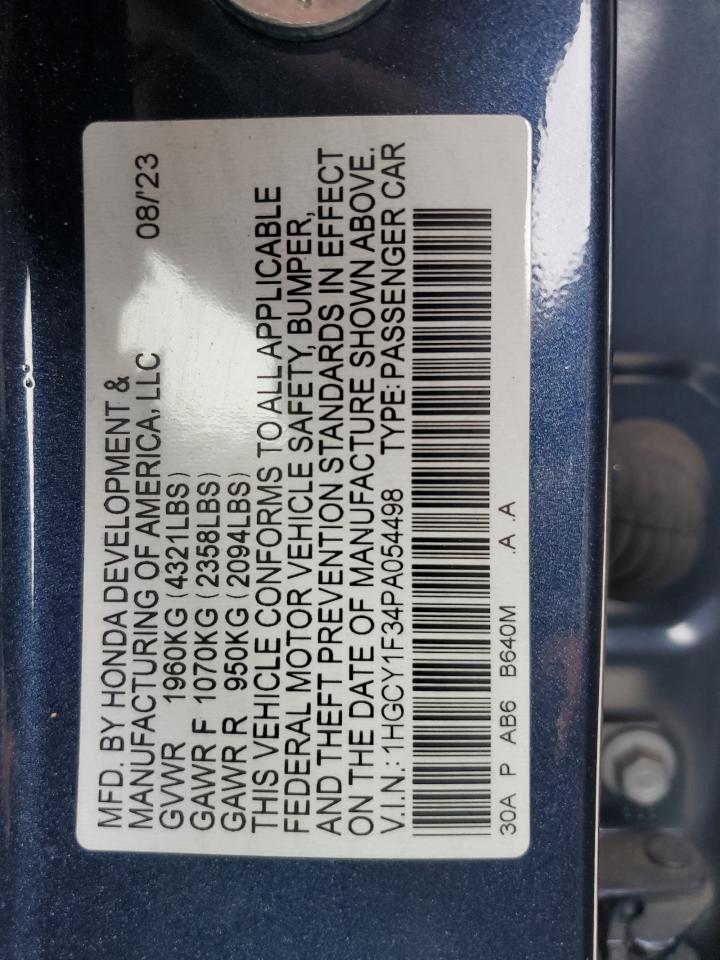 MFD. BY HONDA DEVELOPMENT &
MANUFACTURING OF AMERICA, LLC 08/'23
GVWR 1960KG (4321LBS)
GAWR F 1070KG (2358LBS)
GAWR R 950KG (2094LBS)
THIS VEHICLE CONFORMS TO ALL APPLICABLE
FEDERAL MOTOR VEHICLE SAFETY, BUMPER,
AND THEFT PREVENTION STANDARDS IN EFFECT
ON THE DATE OF MANUFACTURE SHOWN ABOVE.
V.I.N.: 1HGCY1F34PA054498 TYPE: PASSENGER CAR
30A P AB6 B640M .A .A